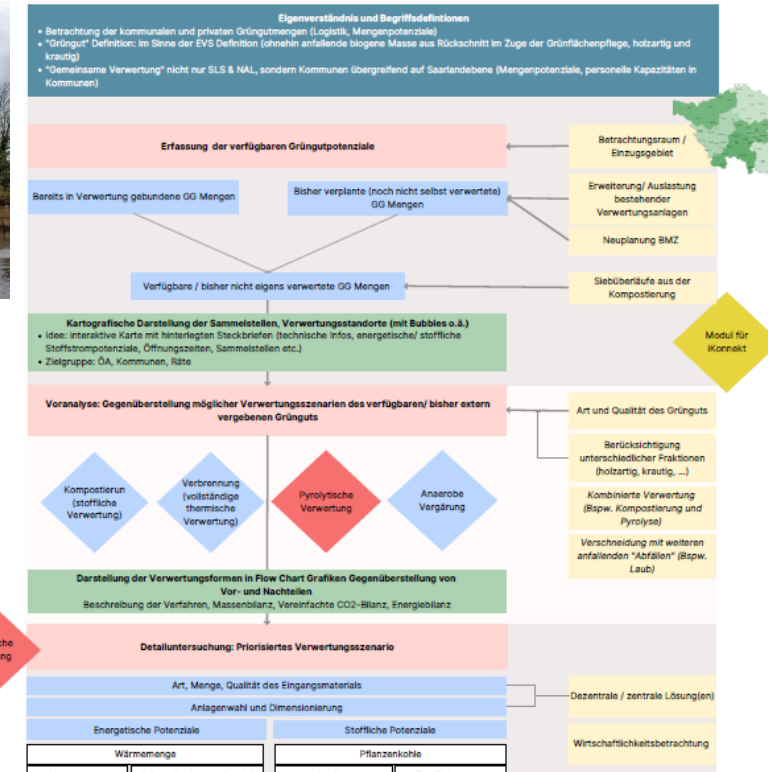 Eigenverständnis und Begriffsdefintionen
• Betrachtung der kommunalen und privaten Grüngutmengen (Logistik, Mengenpotenziale)
• "Grüngut" Definition: im Sinne der EVS Definition (ohnehin anfallende biogene Masse aus Rückschnitt im Zuge der Grünflächenpflege, holzartig und
krautig)
• "Gemeinsame Verwertung" nicht nur SLS & NAL, sondern Kommunen übergreifend auf Saarlandebene (Mengenpotenziale, personelle Kapazitäten in
Kommunen)
Erfassung der verfügbaren Grüngutpotenziale
Betrachtungsraum /
Einzugsgebiet
Bereits in Verwertung gebundene GG Mengen
Bisher verplante (noch nicht selbst verwertete)
GG Mengen
Erweiterung/ Auslastung
bestehender
Verwertungsanlagen
Neuplanung BMZ
Verfügbare / bisher nicht eigens verwertete GG Mengen
Siebüberläufe aus der
Kompostierung
Kartografische Darstellung der Sammelstellen, Verwertungsstandorte (mit Bubbles o.ä.)
• Idee: interaktive Karte mit hinterlegten Steckbriefen (technische Infos, energetische/ stoffliche
Stoffstrompotenziale, Öffnungszeiten, Sammelstellen etc.)
• Zielgruppe: ÖA, Kommunen, Räte
Modul für
IKonnekt
Voranalyse: Gegenüberstellung möglicher Verwertungsszenarien des verfügbaren/ bisher extern
vergebenen Grünguts
Art und Qualität des Grünguts
Berücksichtigung
unterschiedlicher Fraktionen
(holzartig, krautig, ...)
Kompostierun
(stoffliche
Verwertung)
Verbrennung
(vollständige
thermische
Verwertung)
Pyrolytische
Verwertung
Anaerobe
Vergärung
Kombinierte Verwertung
(Bspw. Kompostierung und
Pyrolyse)
Verschneidung mit weiteren
anfallenden "Abfällen" (Bspw.
Laub)
Darstellung der Verwertungsformen in Flow Chart Grafiken Gegenüberstellung von
Vor- und Nachteilen
Beschreibung der Verfahren, Massenbilanz, Vereinfachte CO2-Bilanz, Energiebilanz
che
ng
Detailuntersuchung: Priorisiertes Verwertungsszenario
Art, Menge, Qualität des Eingangsmaterials
Anlagenwahl und Dimensionierung
Dezentrale / zentrale Lösung(en)
Energetische Potenziale
Stoffliche Potenziale
Wärmemenge
Pflanzenkohle
Wirtschaftlichkeitsbetrachtung